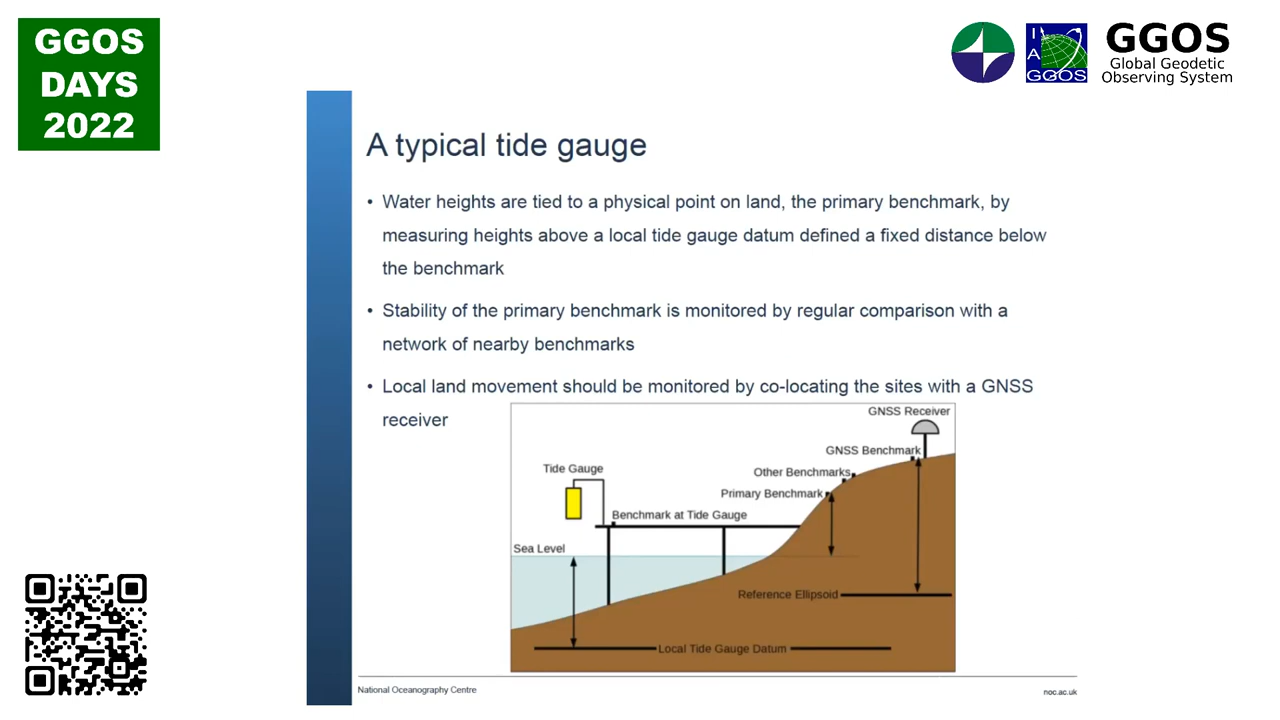 GGOS
DAYS
2022
I
A
G
GGOS
GGOS
Global Geodetic
Observing System
A typical tide gauge
• Water heights are tied to a physical point on land, the primary benchmark, by
measuring heights above a local tide gauge datum defined a fixed distance below
the benchmark
• Stability of the primary benchmark is monitored by regular comparison with a
network of nearby benchmarks
• Local land movement should be monitored by co-locating the sites with a GNSS
receiver
GNSS Receiver
GNSS Benchmark
Tide Gauge
Other Benchmarks
Primary Benchmark
Benchmark at Tide Gauge
Sea Level
Reference Ellipsoid
Local Tide Gauge Datum
National Oceanography Centre
noc.ac.uk